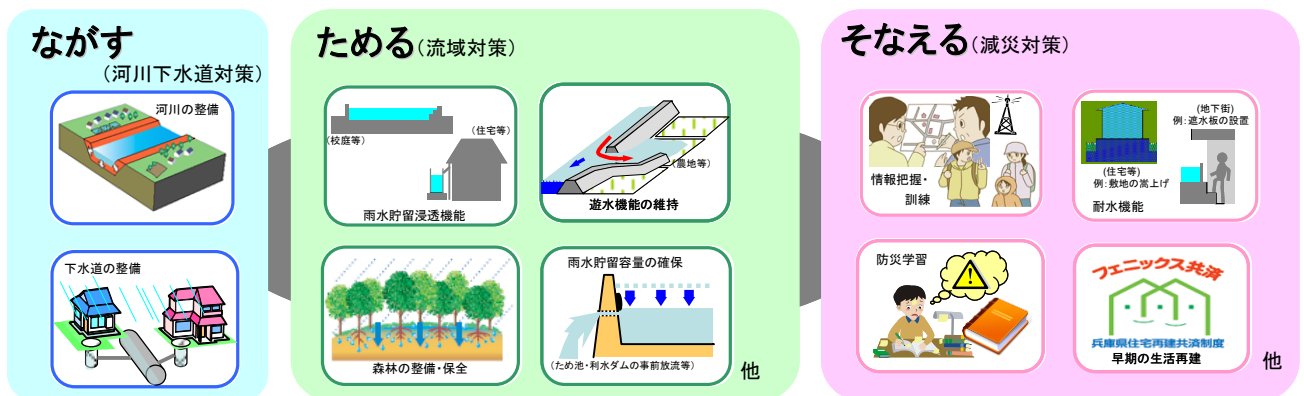 ながす
(河川下水道対策)
河川の整備
下水道の整備
ためる(流域対策)
(校庭等)
(住宅等)
雨水貯留浸透機能
(農地等)
遊水機能の維持
森林の整備・保全
雨水貯留容量の確保
(ため池・利水ダムの事前放流等)
他
そなえる(減災対策)
情報把握・
訓練
(地下街)
例:遮水板の設置
(住宅等)
例:敷地の嵩上げ
耐水機能
防災学習
フェニックス共済
兵庫県住宅再建共済制度
早期の生活再建
他